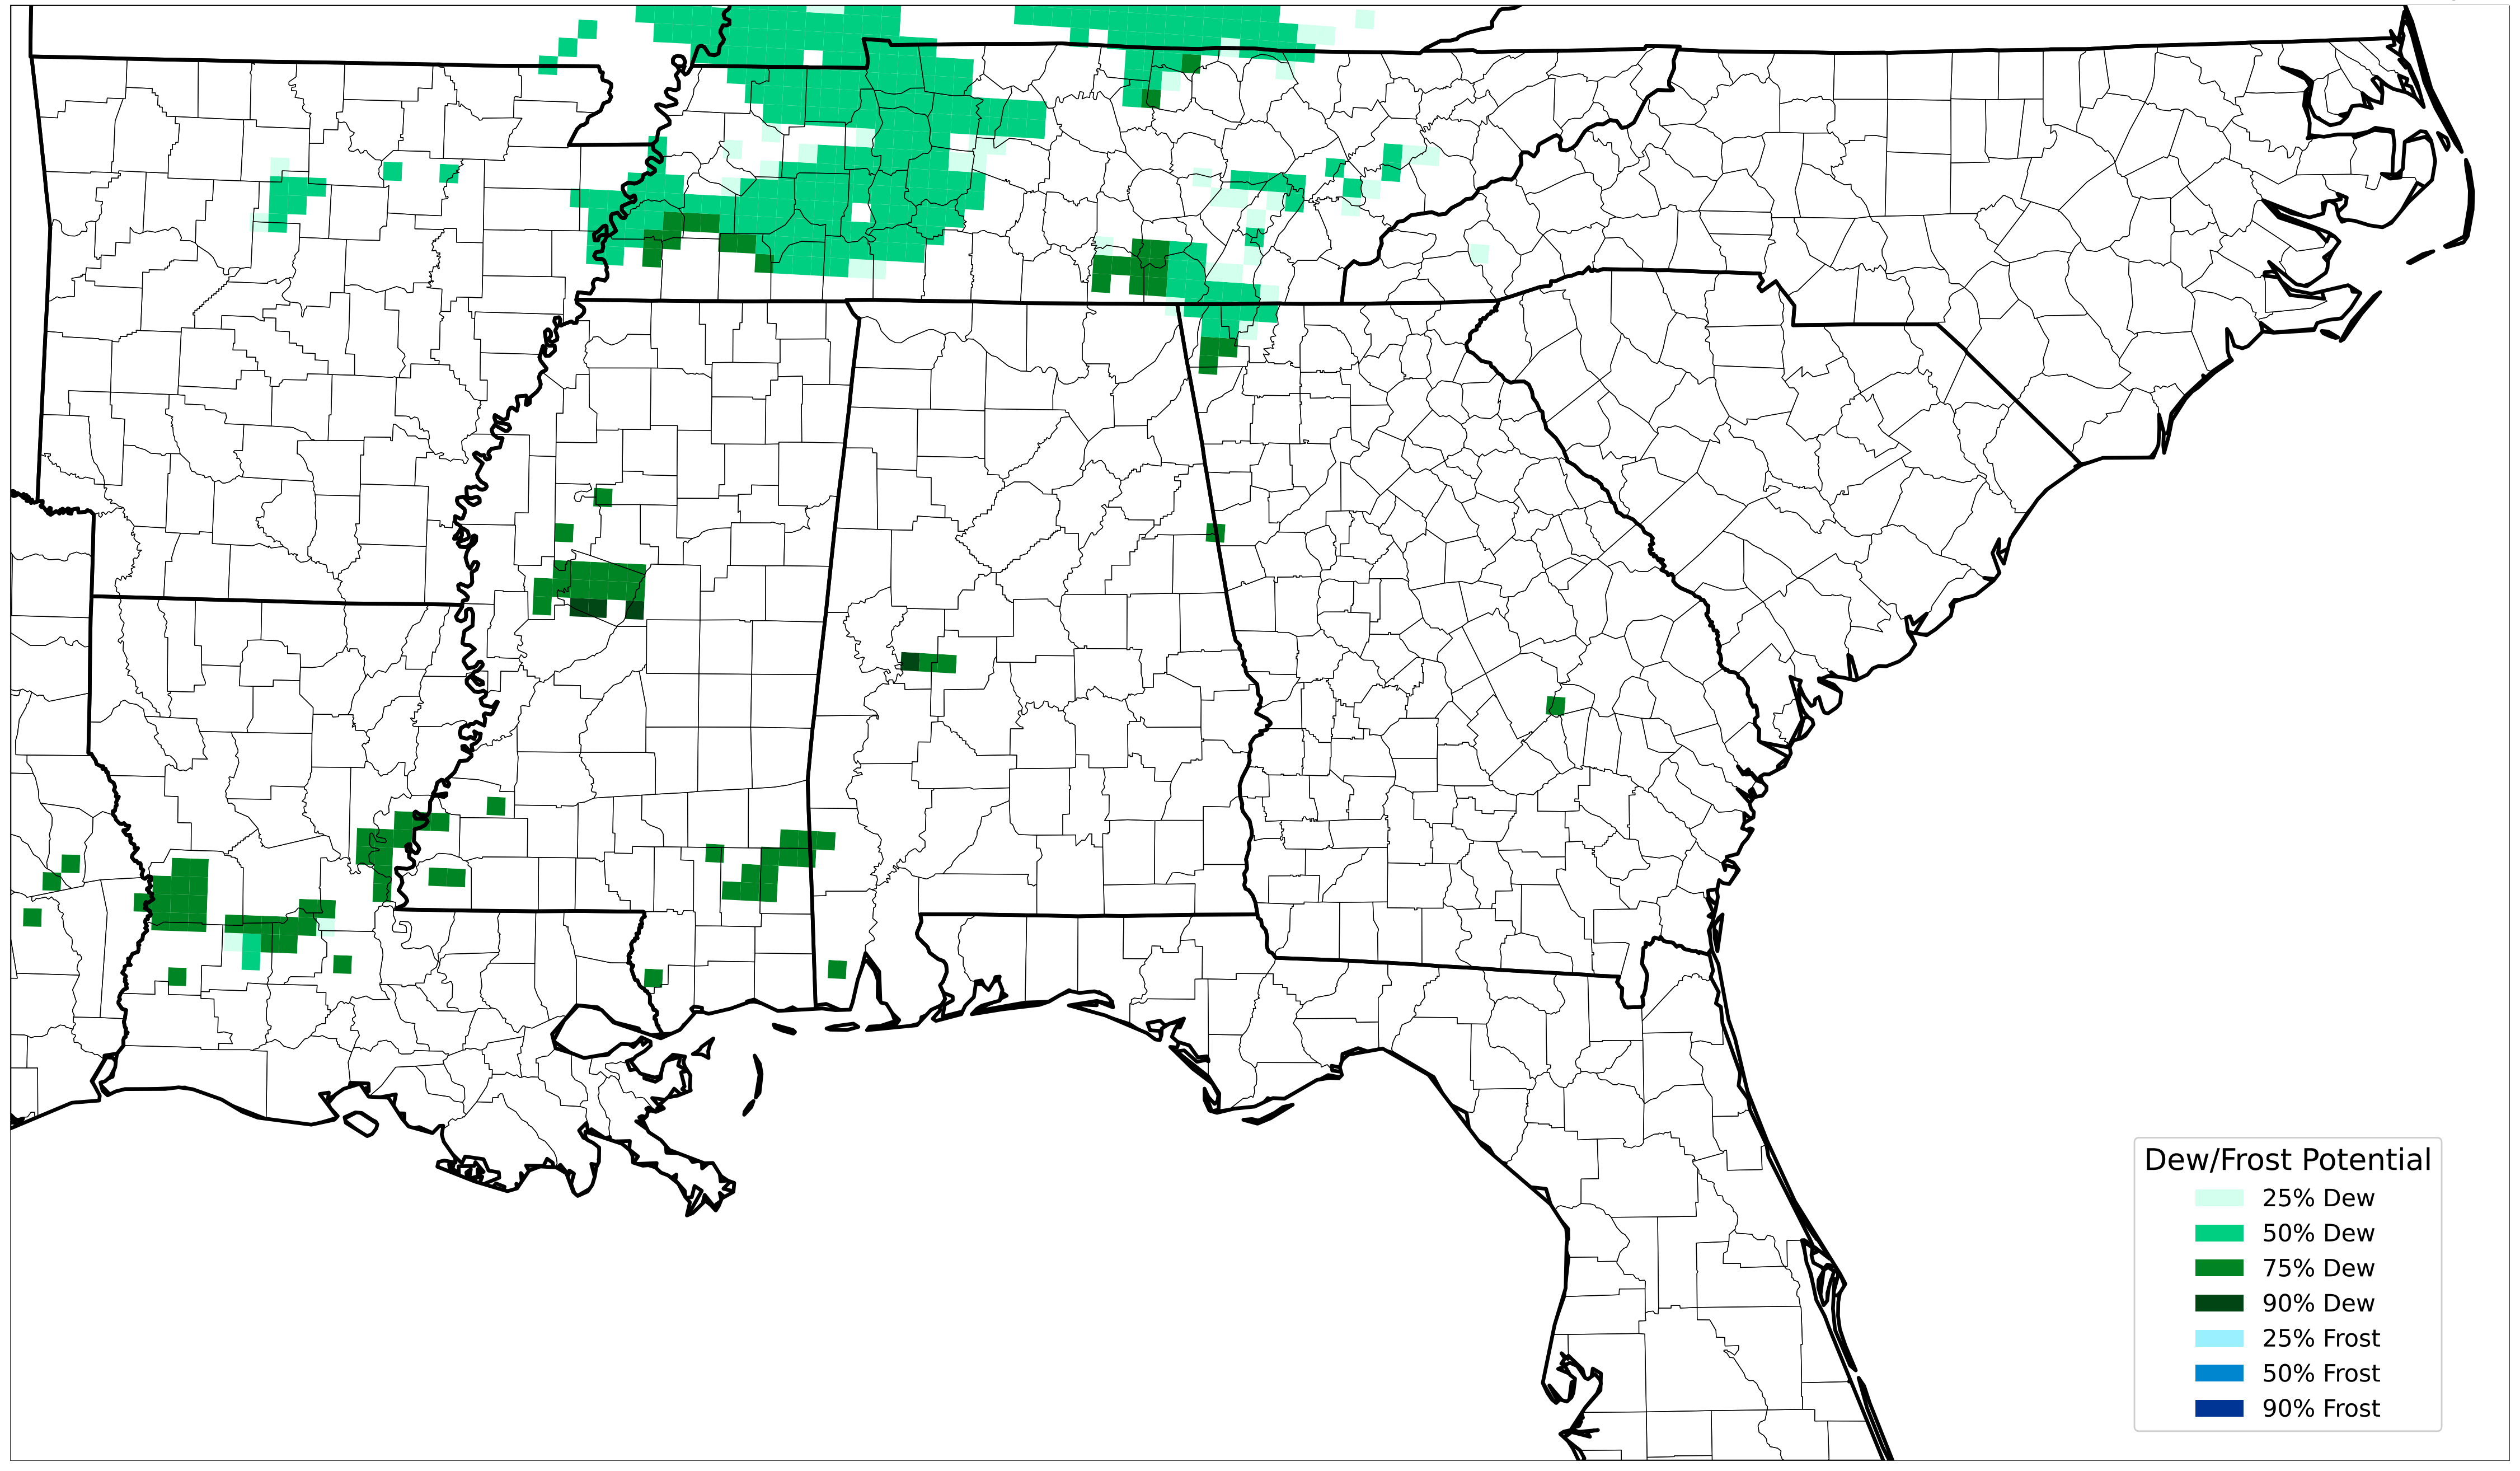 Dew/Frost Potential
25% Dew
50% Dew
75% Dew
90% Dew
25% Frost
50% Frost
90% Frost